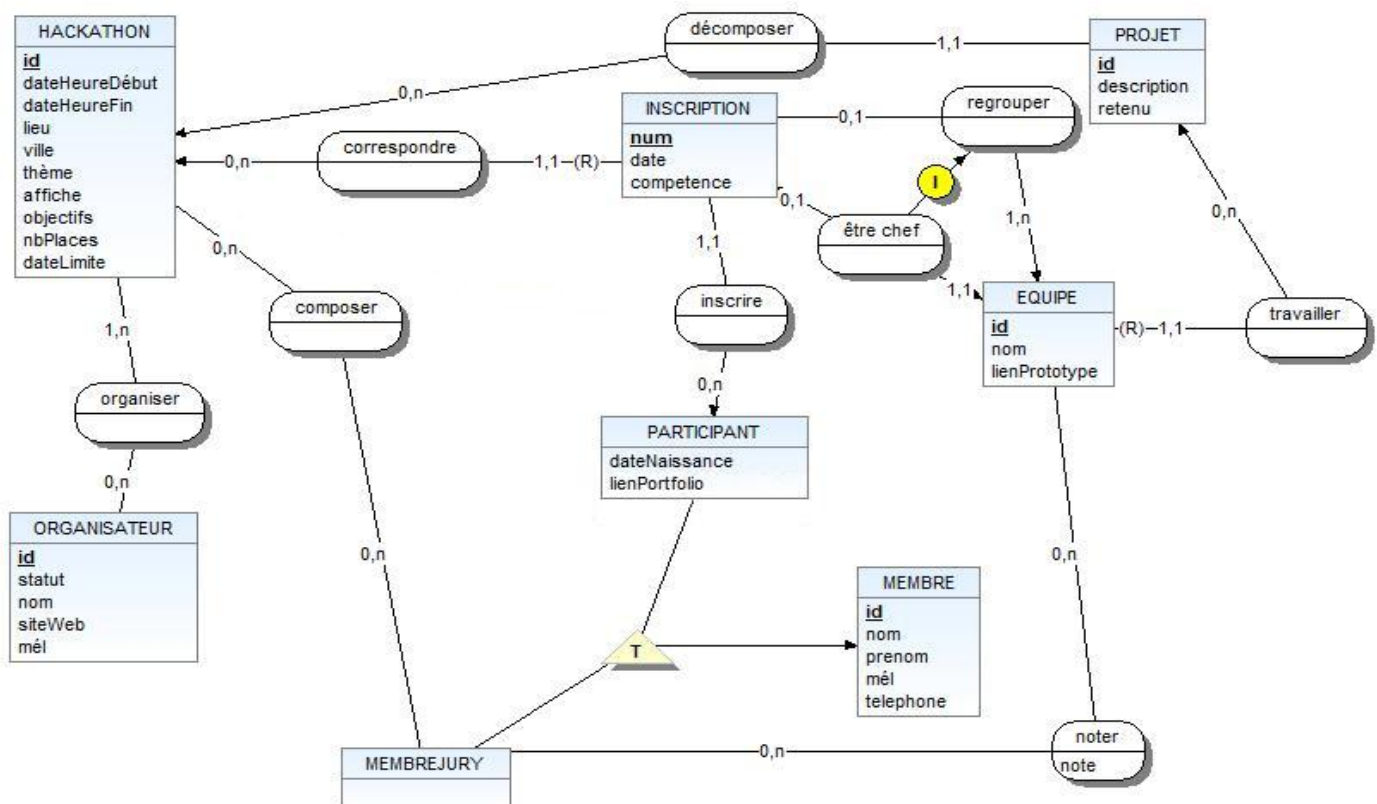 HACKATHON
id
dateHeureDébut
dateHeureFin
lieu
ville
thème
affiche
objectifs
nbPlaces
dateLimite
décomposer
1,1
0,n
PROJET
id
description
retenu
correspondre
0,n
1,1
(R)
INSCRIPTION
num
date
competence
0,1
regrouper
I
0,1
être chef
1,n
1,1
0,n
0,n
composer
1,1
inscrire
0,n
EQUIPE
id
nom
lienPrototype
(R)
1,1
travailler
1,n
organiser
0,n
PARTICIPANT
dateNaissance
lienPortfolio
ORGANISATEUR
id
statut
nom
siteWeb
mél
0,n
0,n
T
MEMBRE
id
nom
prenom
mél
telephone
MEMBREJURY
0,n
noter
note